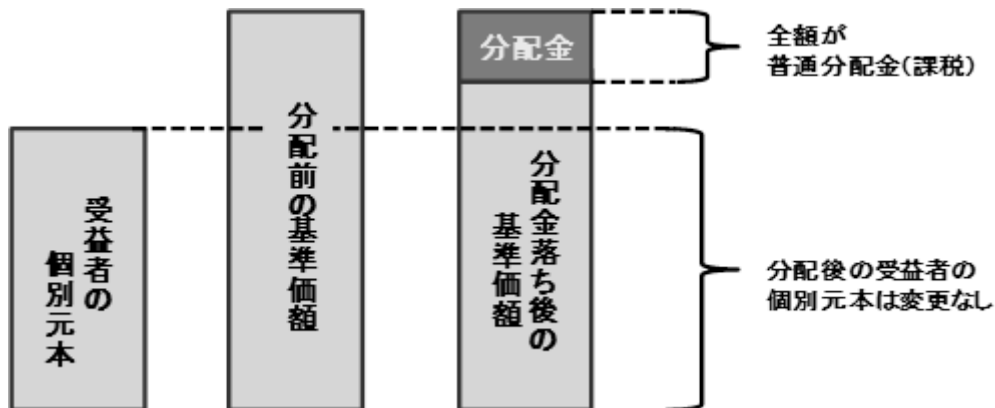 受益者の
個別元本
分配前の基準価額
分配金
分配金落ち後の
基準価額
全額が
普通分配金(課税)
分配後の受益者の
個別元本は変更なし